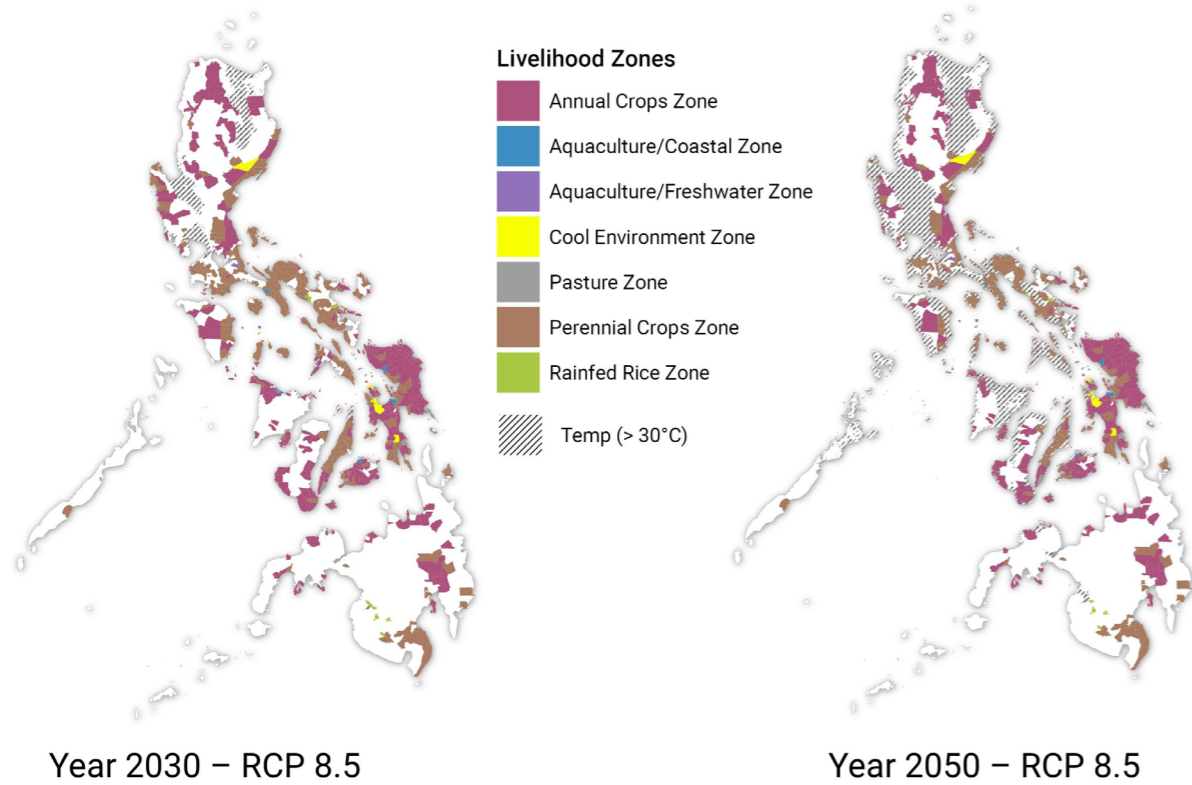 Livelihood Zones
Annual Crops Zone
Aquaculture/Coastal Zone
Aquaculture/Freshwater Zone
Cool Environment Zone
Pasture Zone
Perennial Crops Zone
Rainfed Rice Zone
Temp (> 30°C)
Year 2030 – RCP 8.5
Year 2050 – RCP 8.5